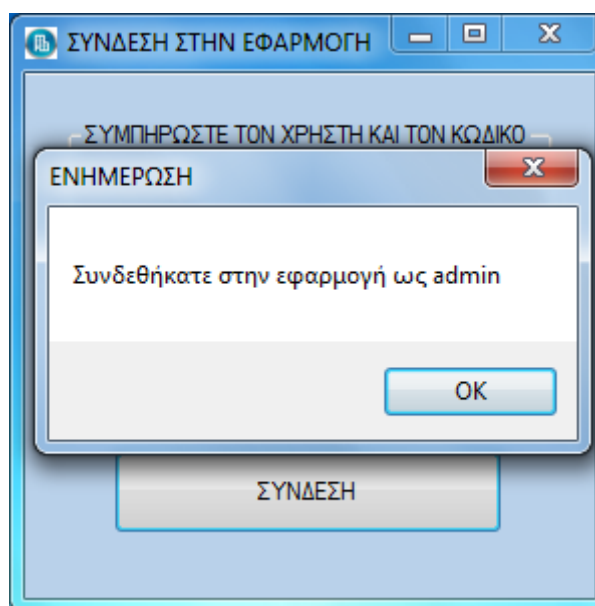 ΣΥΝΔΕΣΗ ΣΤΗΝ ΕΦΑΡΜΟΓΗ
ΣΥΜΠΗΡΩΣΤΕ ΤΟΝ ΧΡΗΣΤΗ ΚΑΙ ΤΟΝ ΚΩΔΙΚΟ
ΕΝΗΜΕΡΩΣΗ
Συνδεθήκατε στην εφαρμογή ως admin
OK
ΣΥΝΔΕΣΗ